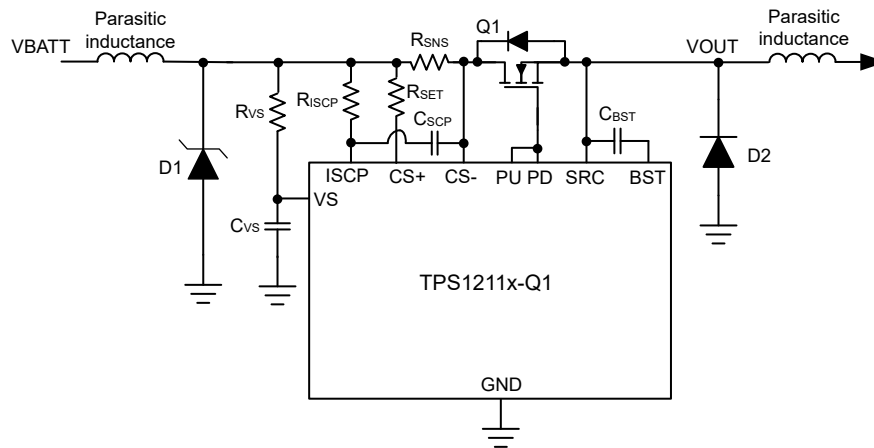 Parasitic
inductance
VBATT
Q1
RSNS
VOUT
Parasitic
inductance
RVS
RISCP
RSET
CSCP
CBST
D1
D2
ISCP
CS+
CS-
PU
PD
SRC
BST
VS
CVS
TPS1211x-Q1
GND